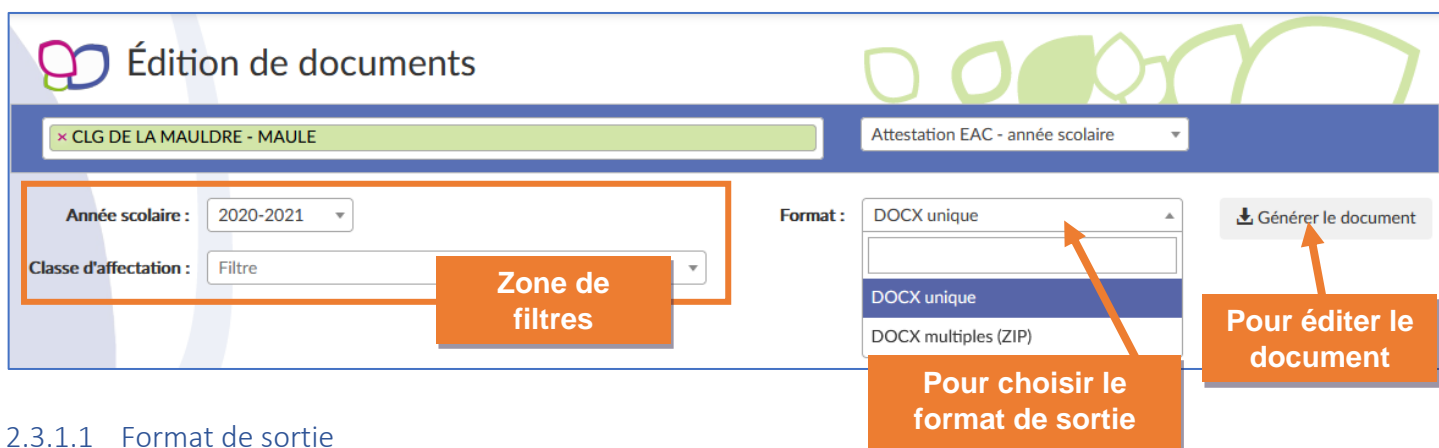 Édition de documents
× CLG DE LA MAULDRE - MAULE
Attestation EAC - année scolaire
Année scolaire :
2020-2021
Format :
DOCX unique
Générer le document
Classe d'affectation :
Filtre
Zone de
filtres
DOCX unique
DOCX multiples (ZIP)
Pour éditer le
document
Pour choisir le
format de sortie
2.3.1.1 Format de sortie